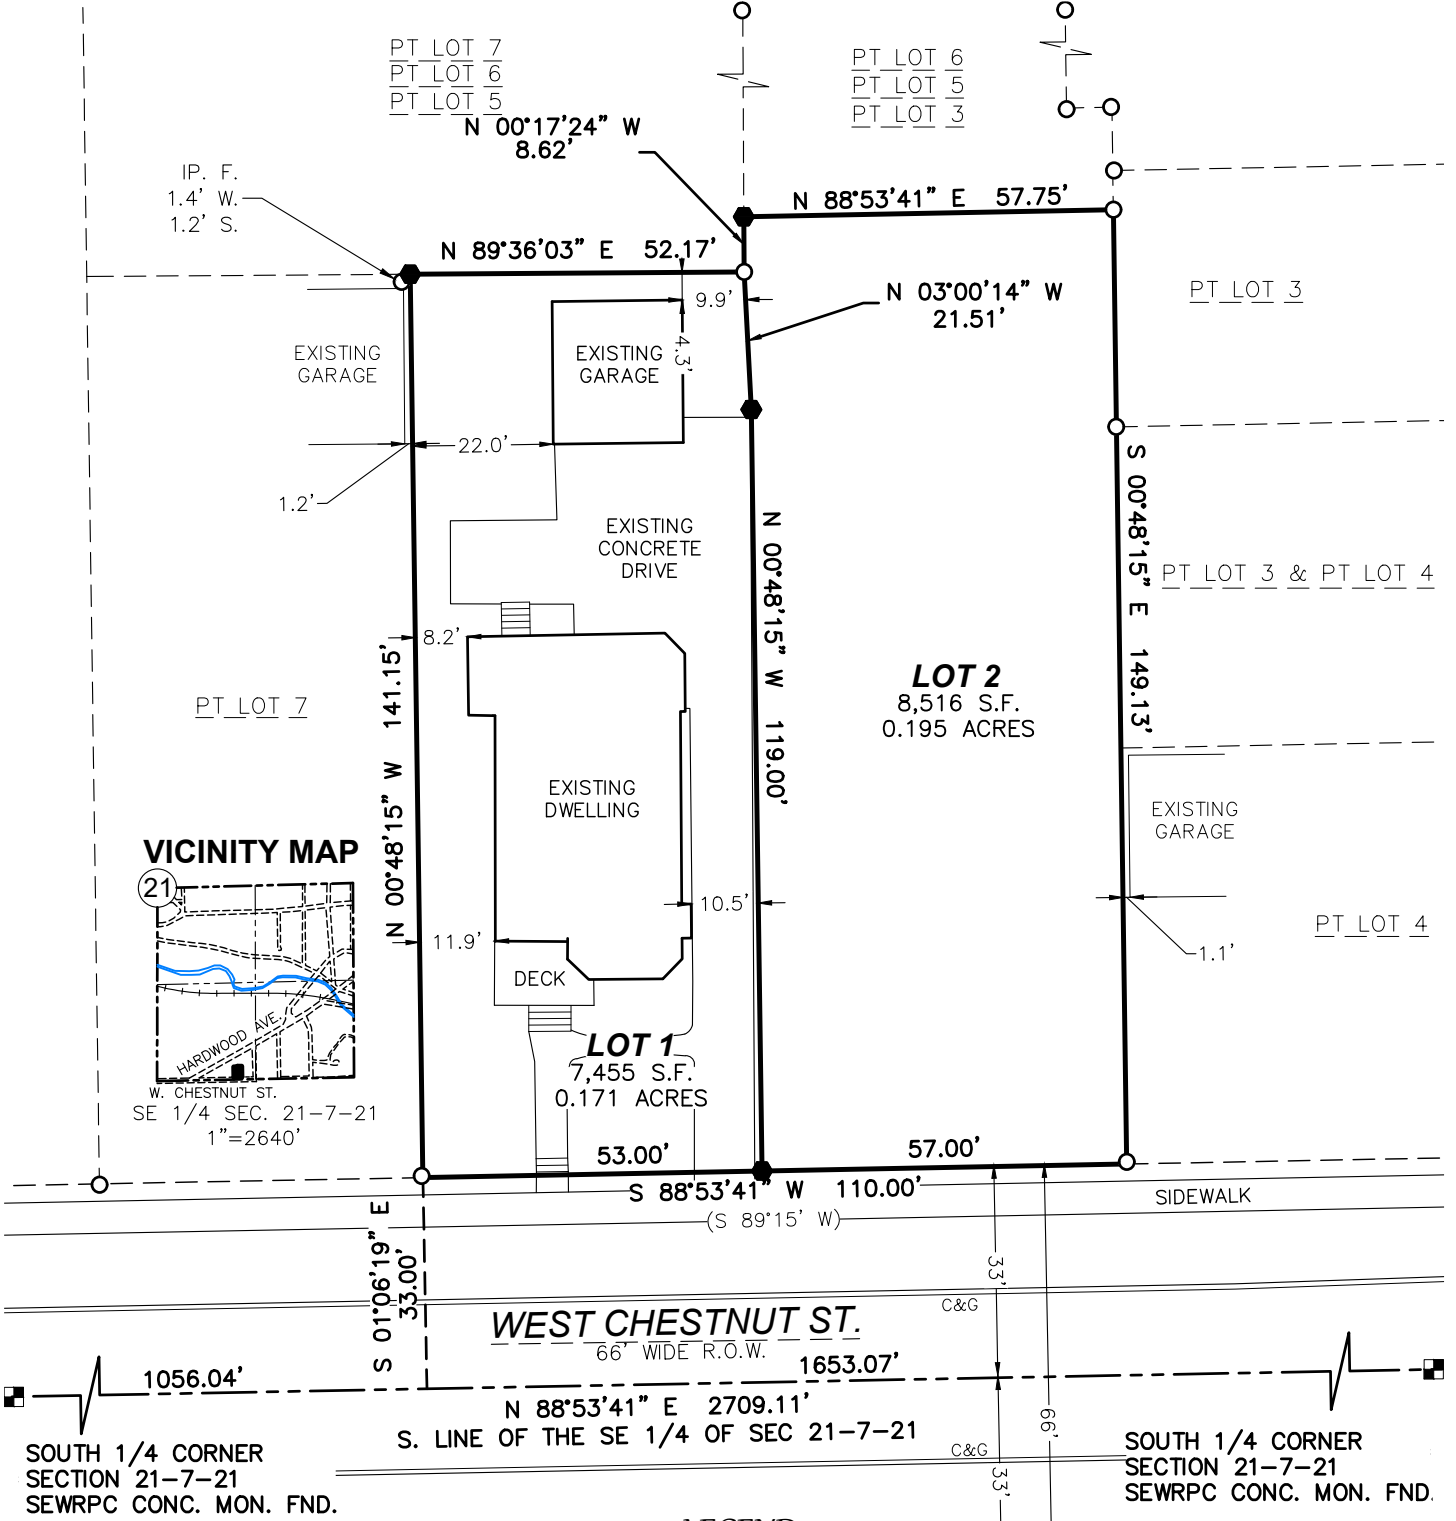 PT LOT 7
PT LOT 6
PT LOT 5
PT LOT 6
PT LOT 5
PT LOT 3
N 00°17'24" W
8.62'
IP. F.
1.4' W.
1.2' S.
N 88°53'41" E 57.75'
N 89°36'03" E 52.17'
9.9'
N 03°00'14" W
21.51'
PT LOT 3
EXISTING
GARAGE
EXISTING
GARAGE
4.3'
22.0'
1.2'
S 00°48'15" E 149.13'
EXISTING
CONCRETE
DRIVE
N 00°48'15" W 119.00'
PT LOT 3 & PT LOT 4
8.2'
N 00°48'15" W 141.15'
LOT 2
8,516 S.F.
0.195 ACRES
PT LOT 7
EXISTING
DWELLING
EXISTING
GARAGE
VICINITY MAP
21
10.5'
PT LOT 4
11.9'
1.1'
DECK
HARDWOOD AVE.
LOT 1
7,455 S.F.
0.171 ACRES
W. CHESTNUT ST.
SE 1/4 SEC. 21-7-21
1"=2640'
53.00'
57.00'
S 88°53'41" W 110.00'
(S 89°15' W)
SIDEWALK
S 01°06'19" E
33.00'
33'
C&G
WEST CHESTNUT ST.
66' WIDE R.O.W.
1056.04'
1653.07'
N 88°53'41" E 2709.11'
S. LINE OF THE SE 1/4 OF SEC 21-7-21
66'
C&G
33'
SOUTH 1/4 CORNER
SECTION 21-7-21
SEWRPC CONC. MON. FND.
SOUTH 1/4 CORNER
SECTION 21-7-21
SEWRPC CONC. MON. FND.
LEGEND